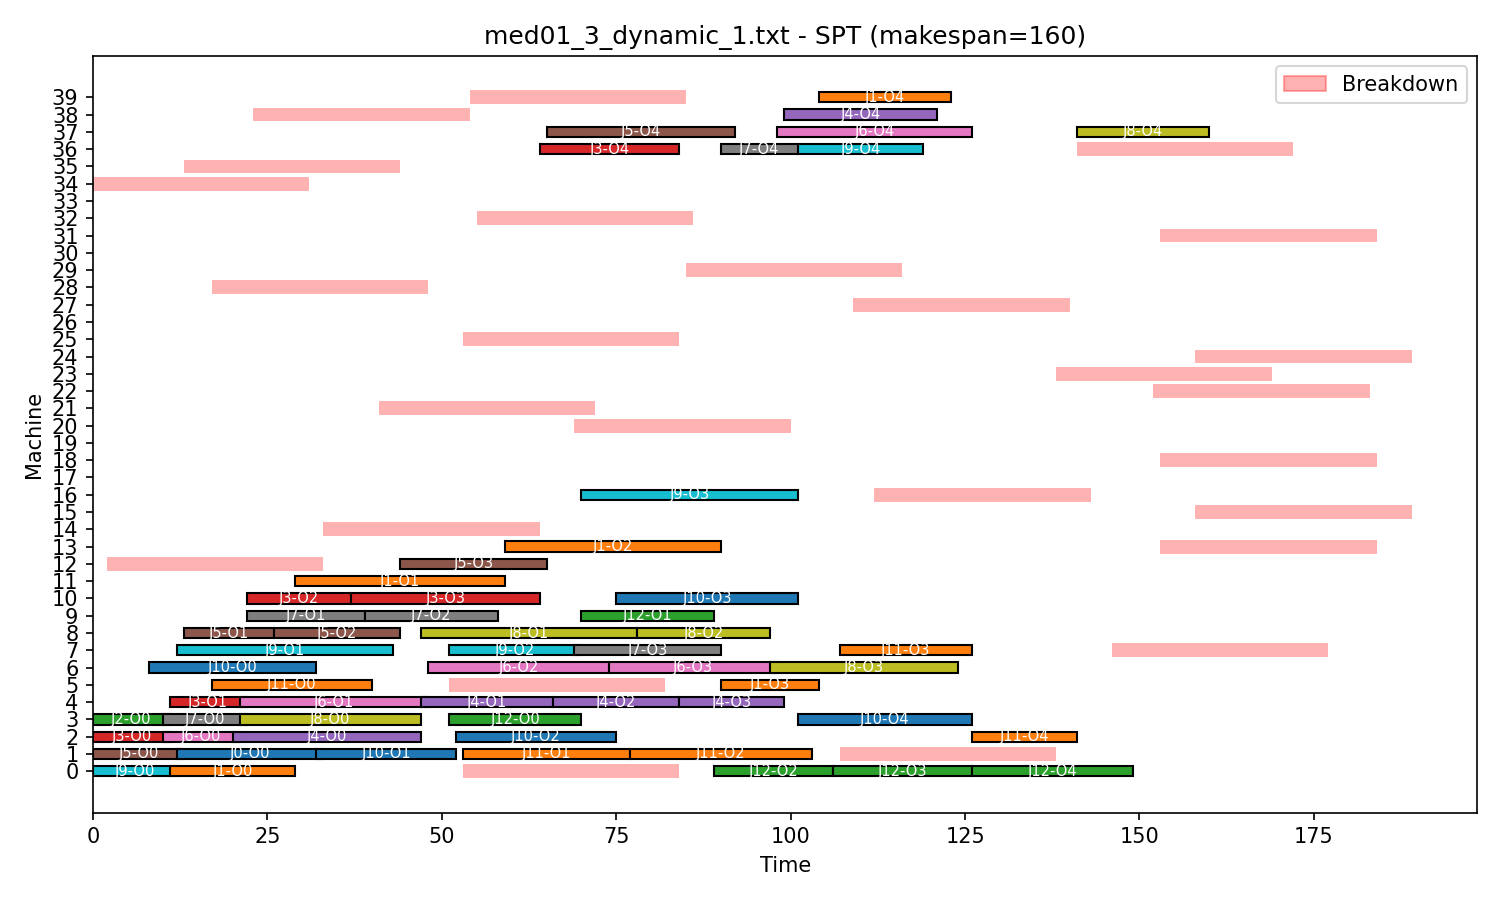 med01_3_dynamic_1.txt - SPT (makespan=160)
Breakdown
Machine
39 J1-O4
38 J4-O4
37 J5-O4 J6-O4 J8-O4
36 J3-O4 J7-O4 J9-O4
35
34
33
32
31
30
29
28
27
26
25
24
23
22
21
20
19
18
17
16 J9-O3
15
14
13 J1-O2
12 J5-O3
11 J1-O1
10 J3-O2 J3-O3 J10-O3
9 J7-O1 J7-O2 J12-O1
8 J5-O1 J5-O2 J8-O1 J8-O2
7 J9-O1 J9-O2 J7-O3 J11-O3
6 J10-O0 J6-O2 J6-O3 J8-O3
5 J11-O0 J1-O3
4 J3-O1 J6-O1 J4-O1 J4-O2 J4-O3
3 J2-O0 J7-O0 J8-O0 J12-O0 J10-O4
2 J3-O0 J6-O0 J4-O0 J10-O2 J11-O4
1 J5-O0 J0-O0 J10-O1 J11-O1 J11-O2
0 J9-O0 J1-O0 J12-O2 J12-O3 J12-O4
0 25 50 75 100 125 150 175
Time